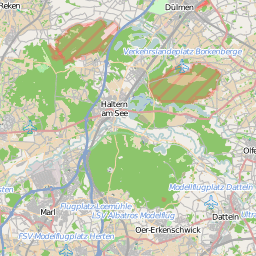 Reken
Dülmen
Verkehrslandeplatz Borkenberge
Haltern
am See
Olfe
Modellflugplatz Datteln
Flugplatz Loemühle
LSV Albatros Modellflug
Marl
Datteln
Ultra
Oer-Erkenschwick
FSV Modellflugplatz Herten